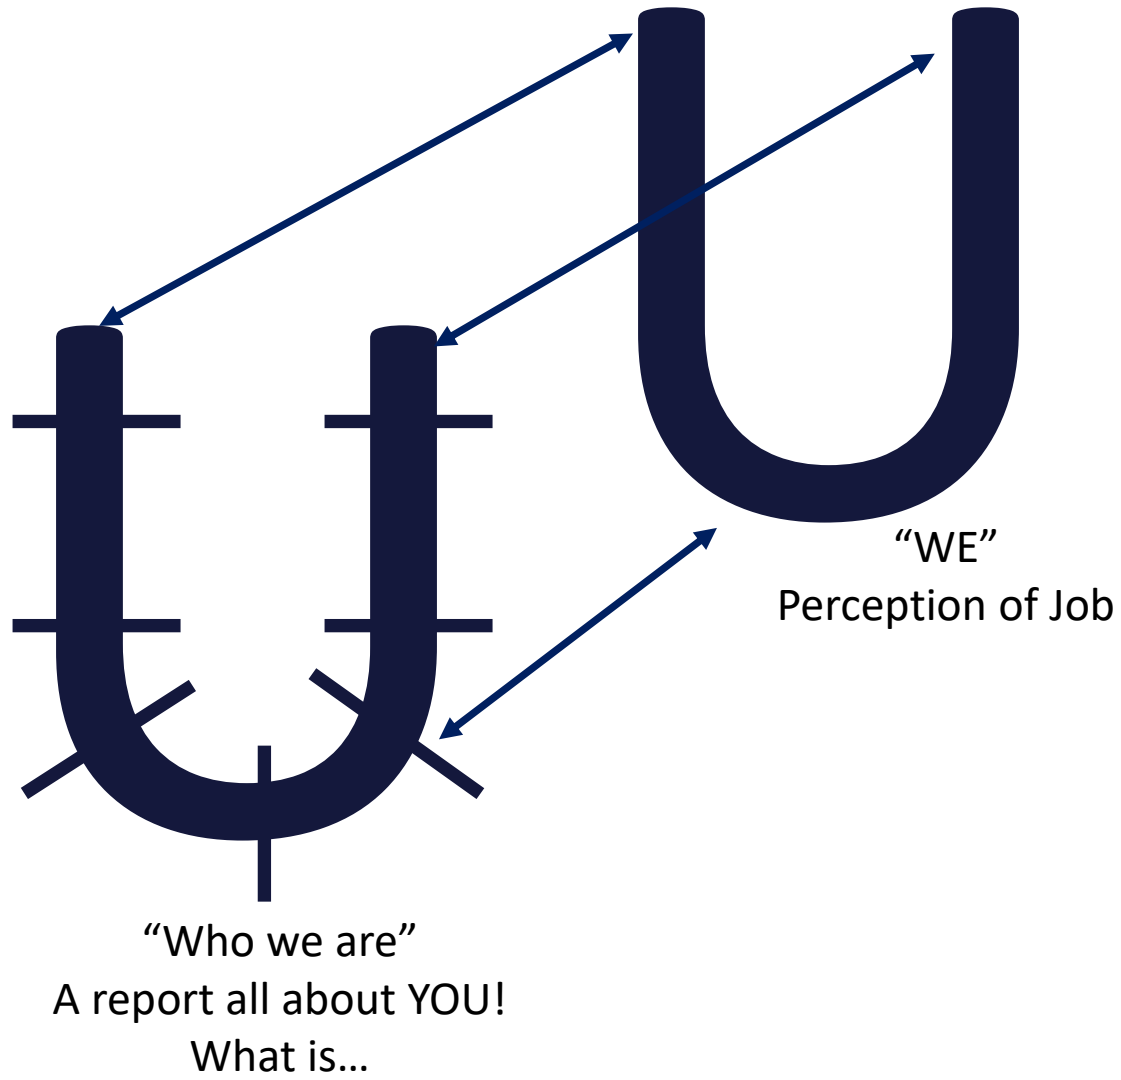 “WE”
Perception of Job
“Who we are”
A report all about YOU!
What is...